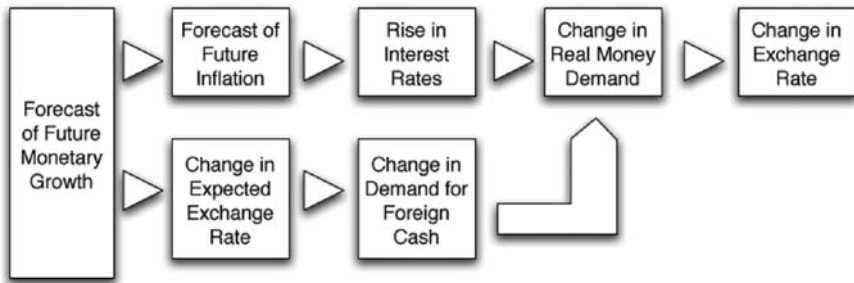 Forecast
of Future
Monetary
Growth
Forecast of
Future
Inflation
Rise in
Interest
Rates
Change in
Real Money
Demand
Change in
Exchange
Rate
Change in
Expected
Exchange
Rate
Change in
Demand for
Foreign
Cash